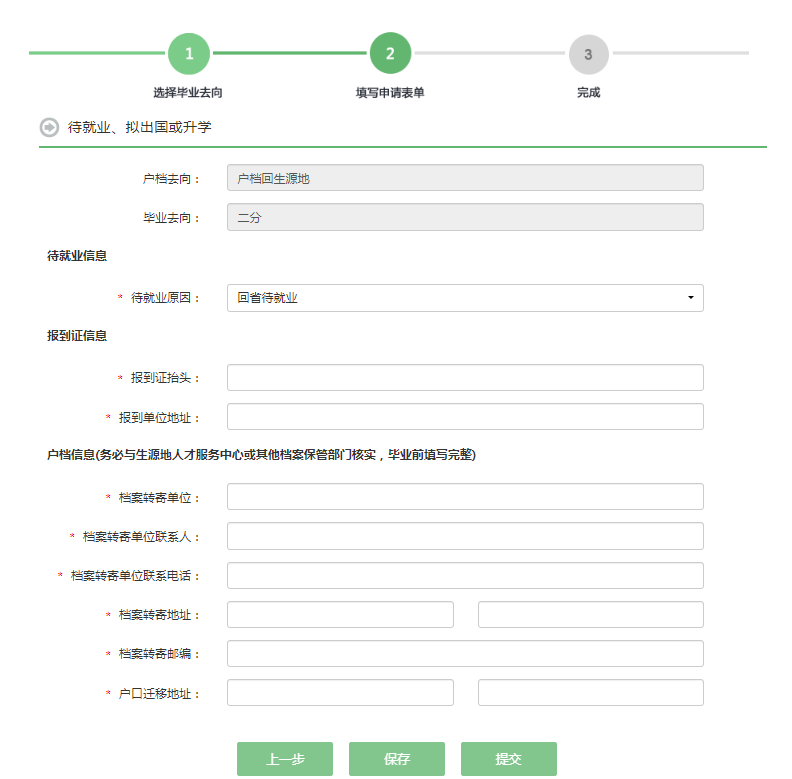 1
2
3
选择毕业去向
填写申请表单
完成
待就业、拟出国或升学
户档去向：
户档回生源地
毕业去向：
二分
待就业信息
* 待就业原因：
回省待就业
报到证信息
* 报到证抬头：
* 报到单位地址：
户档信息(务必与生源地人才服务中心或其他档案保管部门核实，毕业前填写完整)
* 档案转寄单位：
* 档案转寄单位联系人：
* 档案转寄单位联系电话：
* 档案转寄地址：
* 档案转寄邮编：
* 户口迁移地址：
上一步
保存
提交